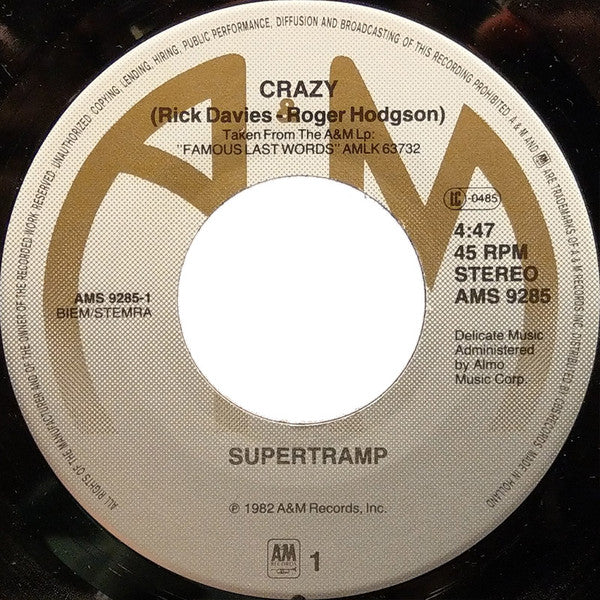 ALL RIGHTS OF THE MANUFACTURER AND OF THE OWNER OF THE RECORDED WORK RESERVED. UNAUTHORIZED COPYING, LENDING, HIRING, PUBLIC PERFORMANCE, DIFFUSION AND BROADCASTING OF THIS RECORDING PROHIBITED. A & M AND AM ARE TRADEMARKS OF A & M RECORDS INC. DISTRIBUTED BY CBS RECORDS. MADE IN HOLLAND
A&M
CRAZY
(Rick Davies - Roger Hodgson)
Taken From The A&M Lp:
"FAMOUS LAST WORDS" AMLK 63732
LC-0485
4:47
45 RPM
STEREO
AMS 9285
AMS 9285-1
BIEM/STEMRA
Delicate Music
Administered
by Almo
Music Corp.
SUPERTRAMP
℗ 1982 A&M Records, Inc.
AM
RECORDS
1